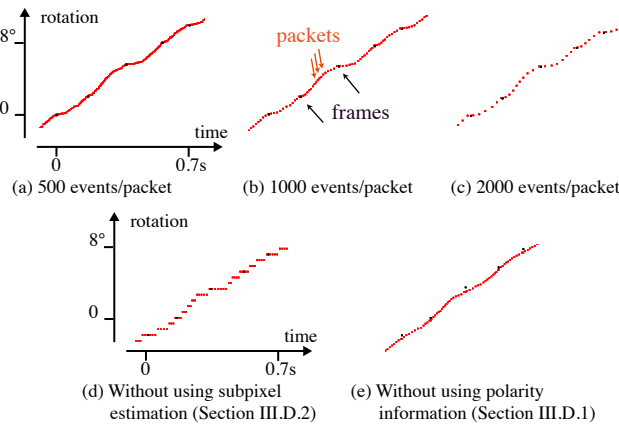 rotation
8°
0
time
0
0.7s
packets
frames
(a) 500 events/packet
(b) 1000 events/packet
(c) 2000 events/packet
rotation
8°
0
time
0
0.7s
(d) Without using subpixel
estimation (Section III.D.2)
(e) Without using polarity
information (Section III.D.1)